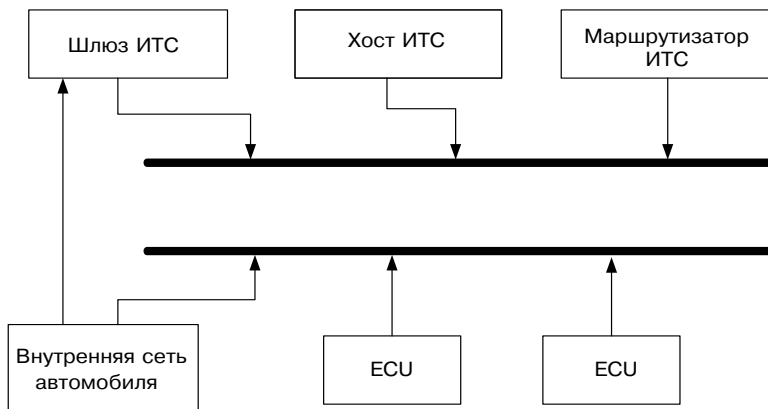 Шлюз ИТС
Хост ИТС
Маршрутизатор
ИТС
Внутренняя сеть
автомобиля
ECU
ECU